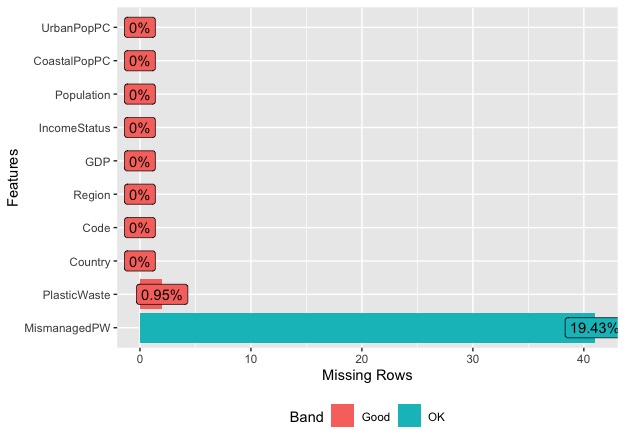 UrbanPopPC 0%
CoastalPopPC 0%
Population 0%
IncomeStatus 0%
GDP 0%
Region 0%
Code 0%
Country 0%
PlasticWaste 0.95%
MismanagedPW 19.43%
Features
0 10 20 30 40
Missing Rows
Band Good OK